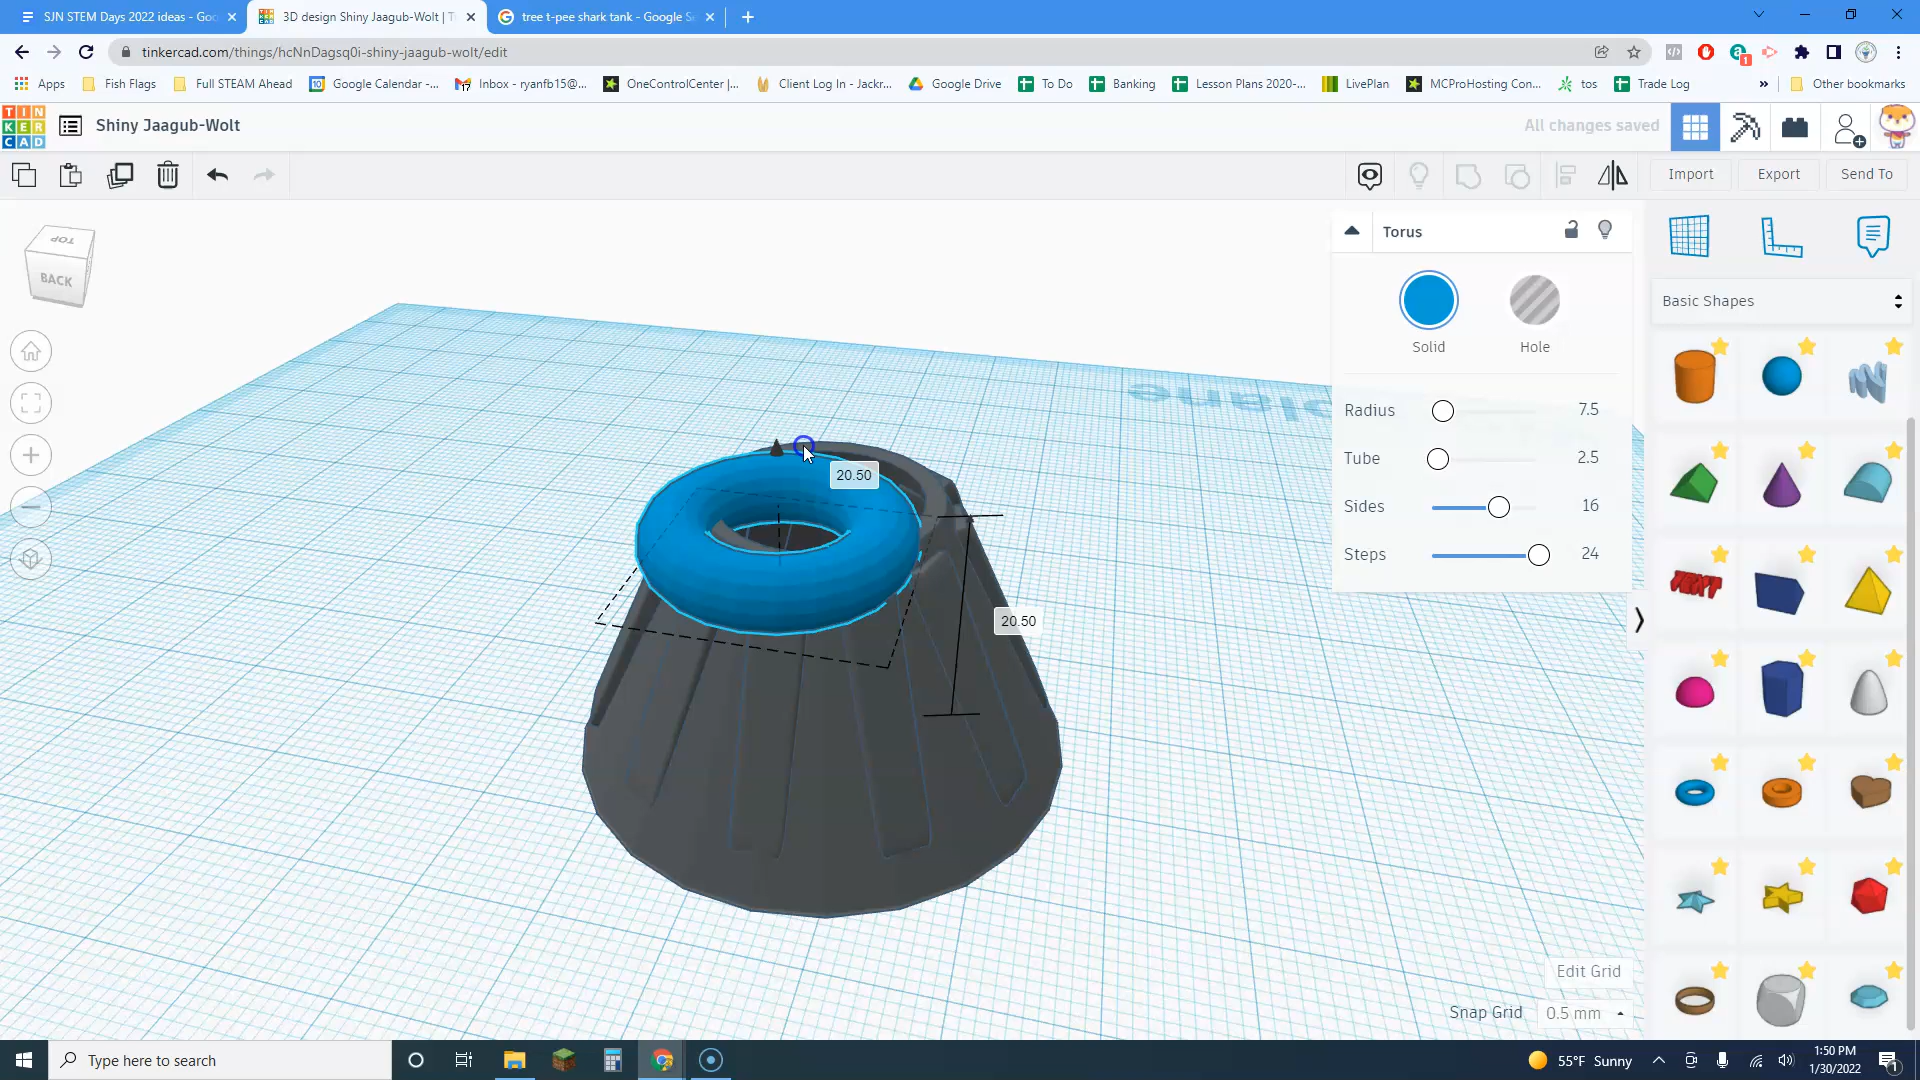 SJN STEM Days 2022 ideas - Goo
3D design Shiny Jaagub-Wolt | T
tree t-pee shark tank - Google S
tinkercad.com/things/hcNnDagsq0i-shiny-jaagub-wolt/edit
Apps
Fish Flags
Full STEAM Ahead
Google Calendar -...
Inbox - ryanfb15@...
OneControlCenter |...
Client Log In - Jackr...
Google Drive
To Do
Banking
Lesson Plans 2020-...
LivePlan
MCProHosting Con...
tos
Trade Log
»
Other bookmarks
TIN
KER
CAD
Shiny Jaagub-Wolt
All changes saved
Import
Export
Send To
TOP
BACK
Torus
Solid
Hole
Radius 7.5
Tube 2.5
Sides 16
Steps 24
Basic Shapes
TEXT
plane
20.50
20.50
Edit Grid
Snap Grid 0.5 mm
Type here to search
55°F Sunny
1:50 PM
1/30/2022
1
1